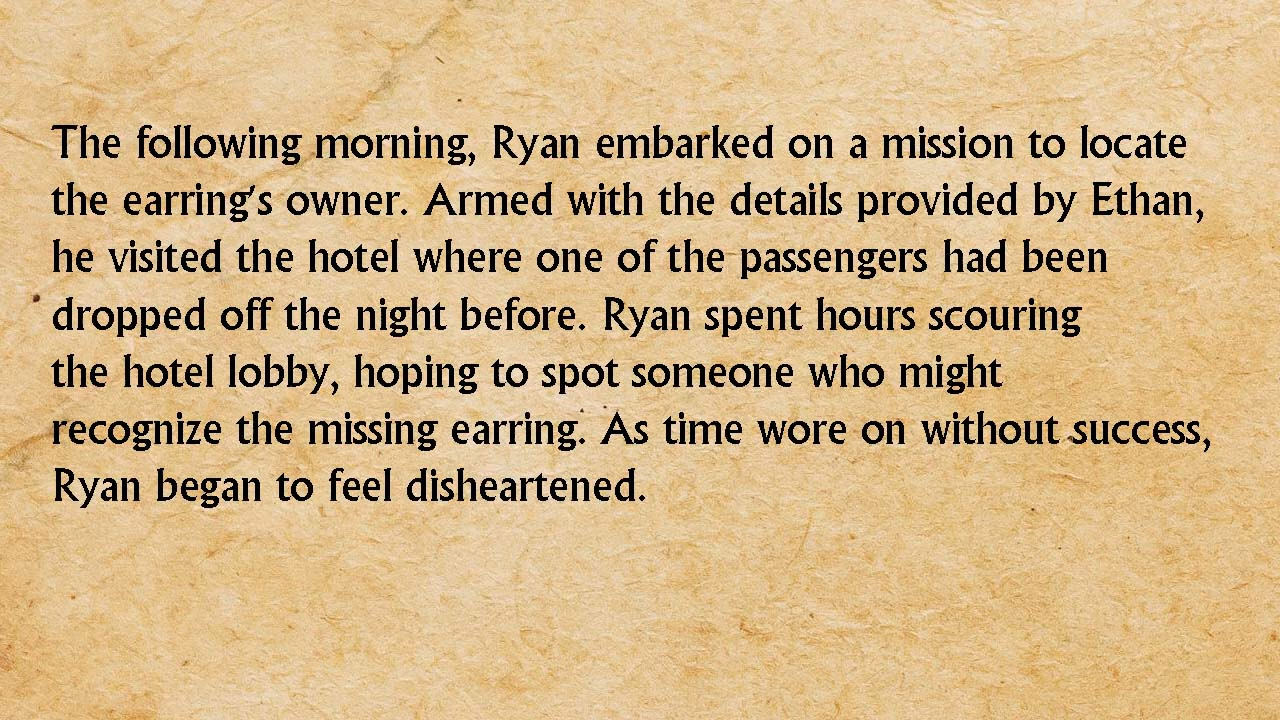 The following morning, Ryan embarked on a mission to locate
the earring's owner. Armed with the details provided by Ethan,
he visited the hotel where one of the passengers had been
dropped off the night before. Ryan spent hours scouring
the hotel lobby, hoping to spot someone who might
recognize the missing earring. As time wore on without success,
Ryan began to feel disheartened.